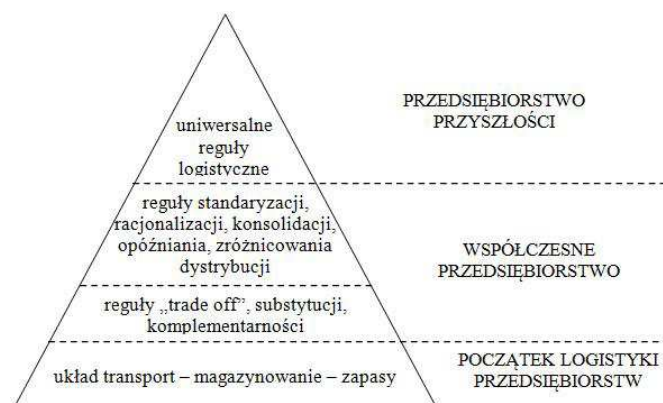 uniwersalne
reguły
logistyczne
PRZEDSIĘBIORSTWO
PRZYSZŁOŚCI
reguły standaryzacji,
racjonalizacji, konsolidacji,
opóźniania, zróżnicowania
dystrybucji
WSPÓŁCZESNE
PRZEDSIĘBIORSTWO
reguły „trade off”, substytucji,
komplementarności
układ transport – magazynowanie – zapasy
POCZĄTEK LOGISTYKI
PRZEDSIĘBIORSTW